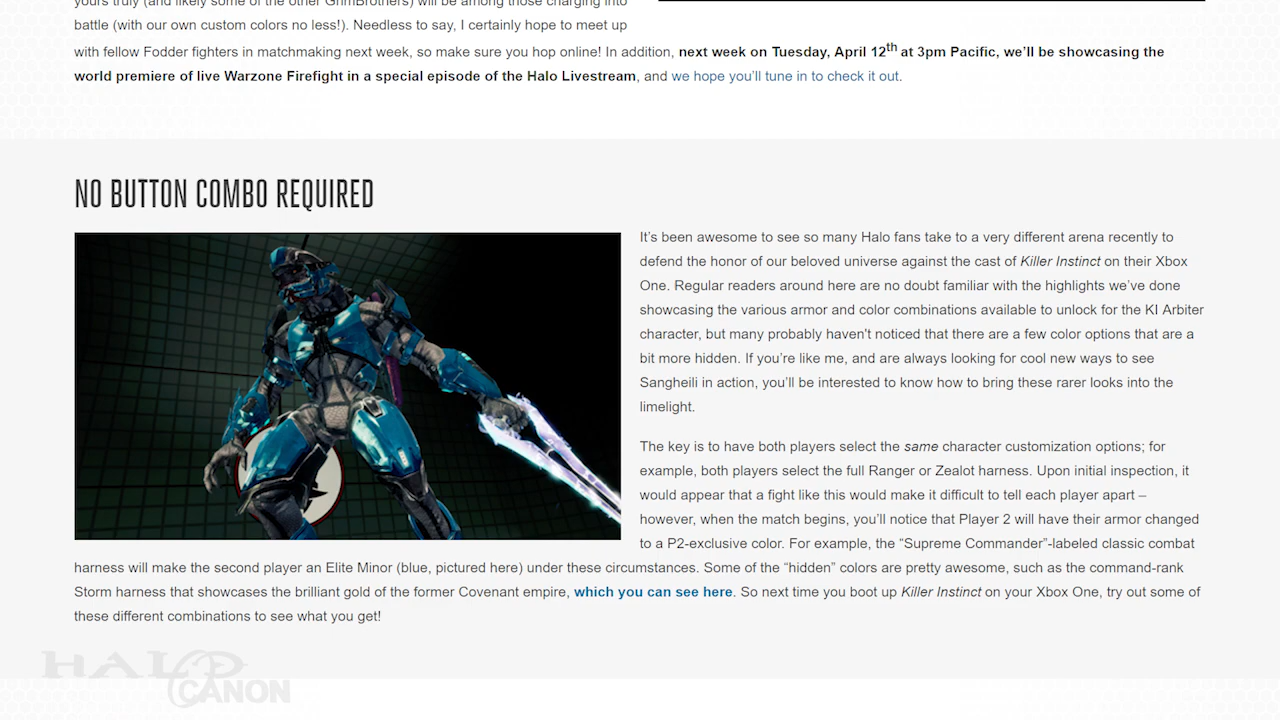 yours truly (and likely some of the other GrimBrothers) will be among those charging into
battle (with our own custom colors no less!). Needless to say, I certainly hope to meet up
with fellow Fodder fighters in matchmaking next week, so make sure you hop online! In addition, next week on Tuesday, April 12th at 3pm Pacific, we’ll be showcasing the
world premiere of live Warzone Firefight in a special episode of the Halo Livestream, and we hope you’ll tune in to check it out.
NO BUTTON COMBO REQUIRED
It’s been awesome to see so many Halo fans take to a very different arena recently to
defend the honor of our beloved universe against the cast of Killer Instinct on their Xbox
One. Regular readers around here are no doubt familiar with the highlights we’ve done
showcasing the various armor and color combinations available to unlock for the KI Arbiter
character, but many probably haven't noticed that there are a few color options that are a
bit more hidden. If you’re like me, and are always looking for cool new ways to see
Sangheili in action, you’ll be interested to know how to bring these rarer looks into the
limelight.
The key is to have both players select the same character customization options; for
example, both players select the full Ranger or Zealot harness. Upon initial inspection, it
would appear that a fight like this would make it difficult to tell each player apart –
however, when the match begins, you’ll notice that Player 2 will have their armor changed
to a P2-exclusive color. For example, the “Supreme Commander”-labeled classic combat
harness will make the second player an Elite Minor (blue, pictured here) under these circumstances. Some of the “hidden” colors are pretty awesome, such as the command-rank
Storm harness that showcases the brilliant gold of the former Covenant empire, which you can see here. So next time you boot up Killer Instinct on your Xbox One, try out some of
these different combinations to see what you get!
HALO
CANON